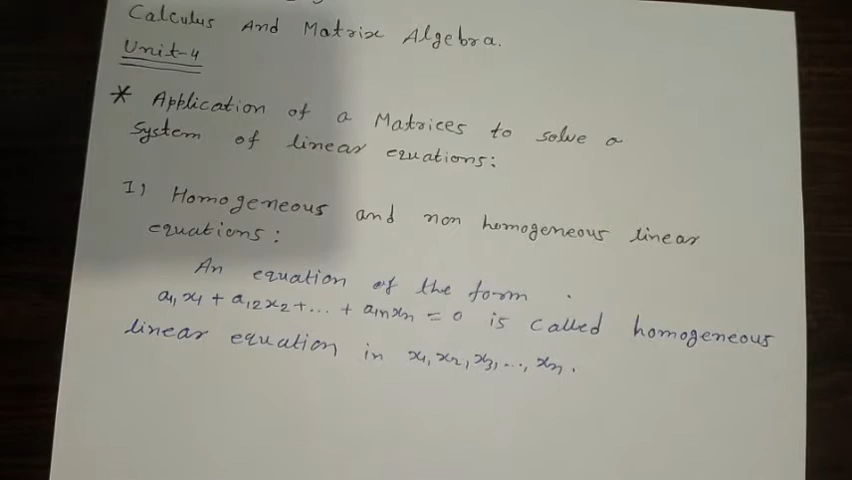 Calculus And Matrix Algebra.
Unit-4
* Application of a Matrices to solve a
system of linear equations:
1) Homogeneous and non homogeneous linear
equations:
An equation of the form
a₁₁x₁ + a₁₂x₂ + ... + a₁ₙxₙ = 0 is called homogeneous
linear equation in x₁, x₂, x₃, ..., xₙ.